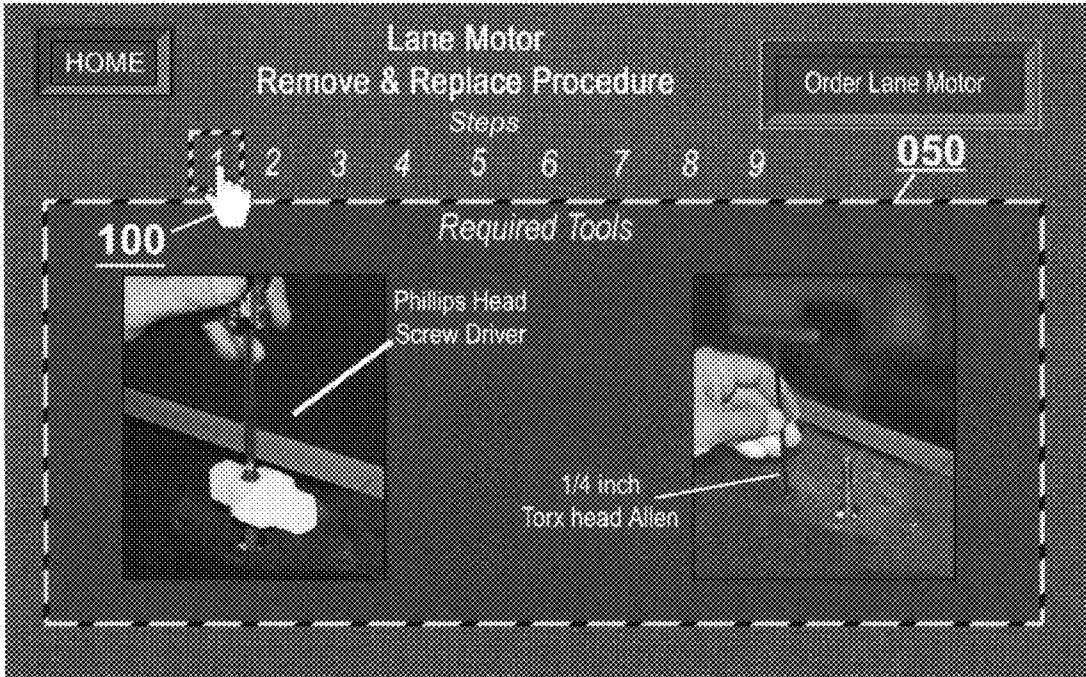 HOME
Lane Motor
Remove & Replace Procedure
Order Lane Motor
Steps
1 2 3 4 5 6 7 8 9
050
100
Required Tools
Phillips Head
Screw Driver
1/4 inch
Torx head Allen